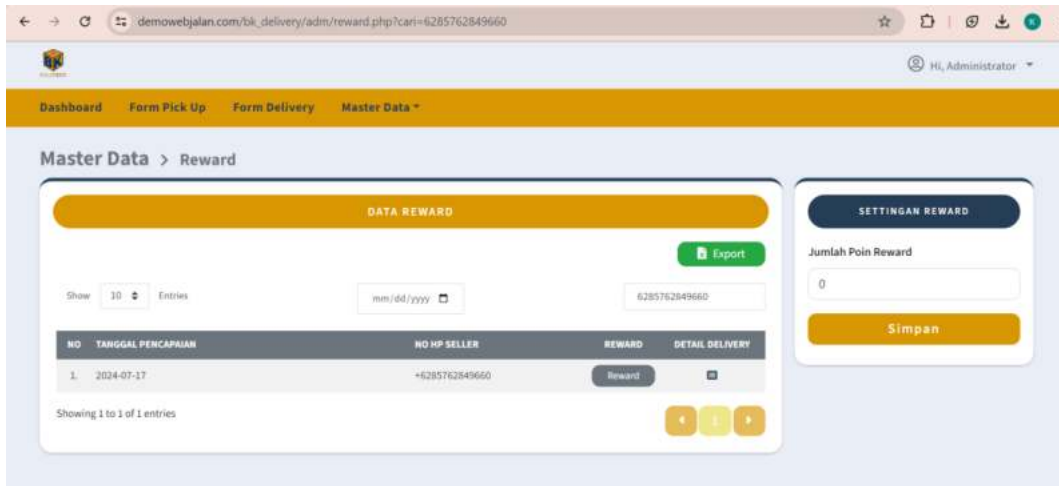 demowebjalan.com/bk_delivery/adm/reward.php?cari=6285762849660
Hi, Administrator
Dashboard Form Pick Up Form Delivery Master Data
Master Data > Reward
DATA REWARD
Export
Show 10 Entries mm/dd/yyyy 6285762849660
NO TANGGAL PENCAPAIAN NO HP SELLER REWARD DETAIL DELIVERY
1. 2024-07-17 +6285762849660 Reward
Showing 1 to 1 of 1 entries
1
SETTINGAN REWARD
Jumlah Poin Reward
0
Simpan